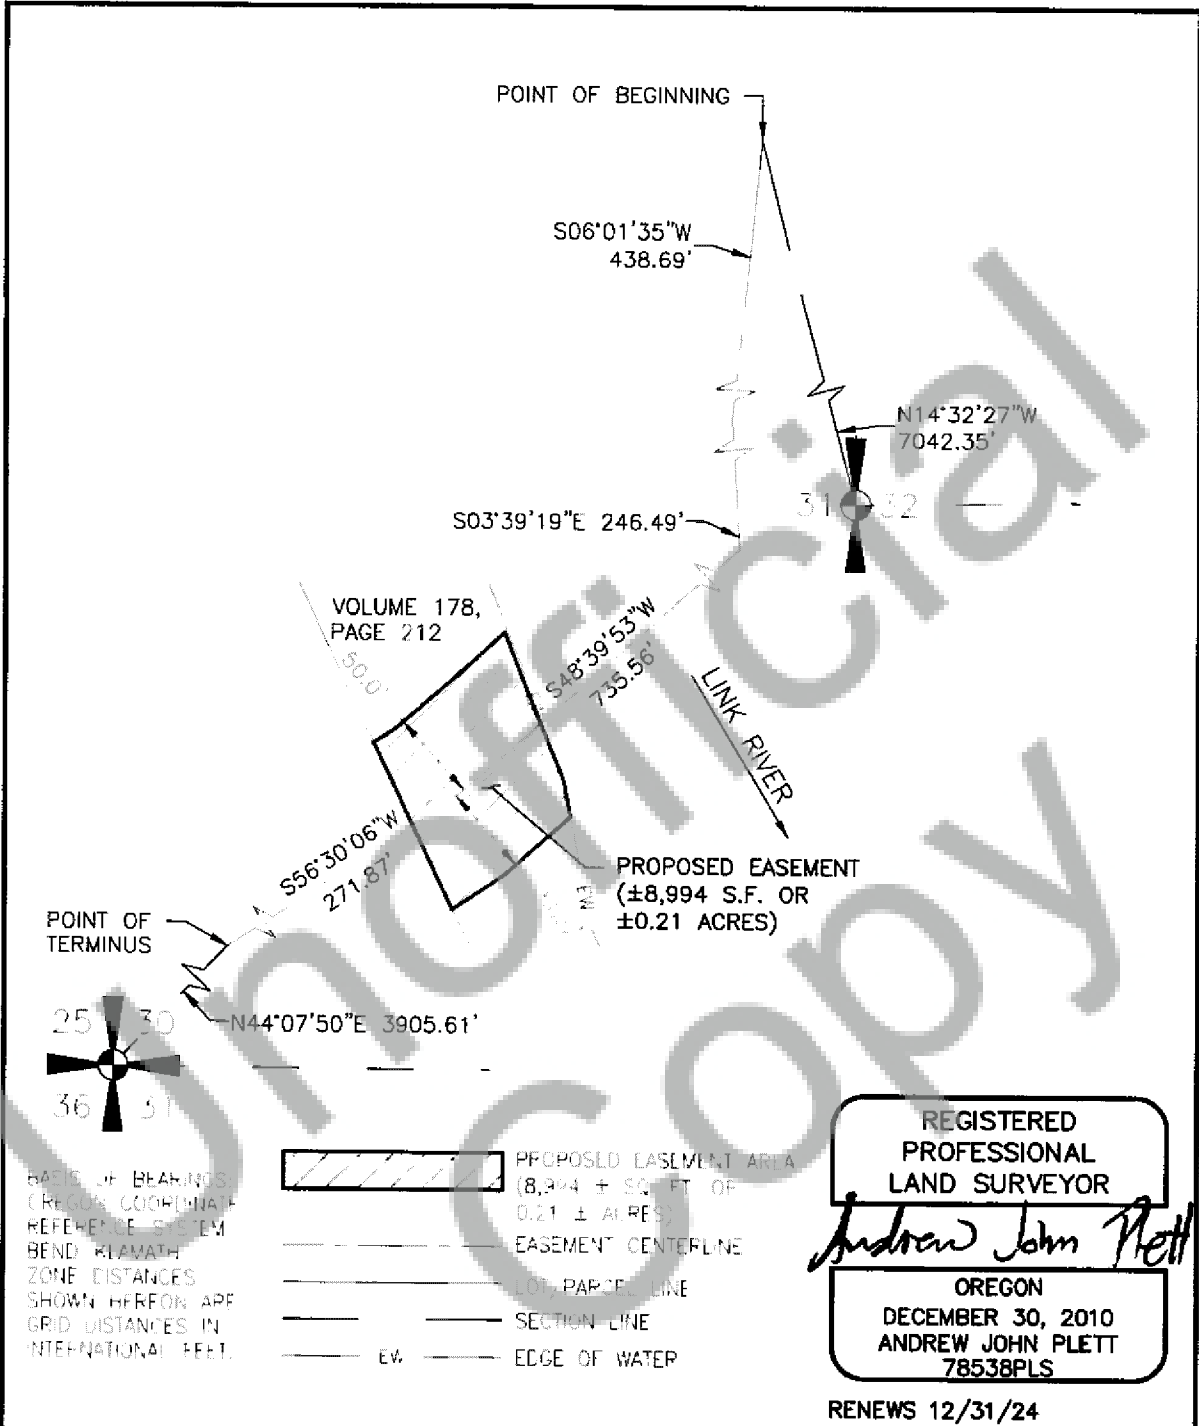 POINT OF BEGINNING
S06°01'35"W
438.69'
N14°32'27"W
7042.35'
31 32
S03°39'19"E 246.49'
VOLUME 178,
PAGE 212
50.0'
S48°39'53"W
735.56'
LINK RIVER
S56°30'06"W
271.87'
PROPOSED EASEMENT
(±8,994 S.F. OR
±0.21 ACRES)
EW
POINT OF
TERMINUS
N44°07'50"E 3905.61'
25 30
36 31
BASIS OF BEARINGS:
OREGON COORDINATE
REFERENCE SYSTEM
BEND KLAMATH
ZONE DISTANCES
SHOWN HEREON ARE
GRID DISTANCES IN
INTERNATIONAL FEET.
PROPOSED EASEMENT AREA
(8,994 ± SQ. FT OR
0.21 ± ACRES)
EASEMENT CENTERLINE
LOT/PARCEL LINE
SECTION LINE
EW EDGE OF WATER
REGISTERED
PROFESSIONAL
LAND SURVEYOR
Andrew John Plett
OREGON
DECEMBER 30, 2010
ANDREW JOHN PLETT
78538PLS
RENEWS 12/31/24
Unofficial
Copy